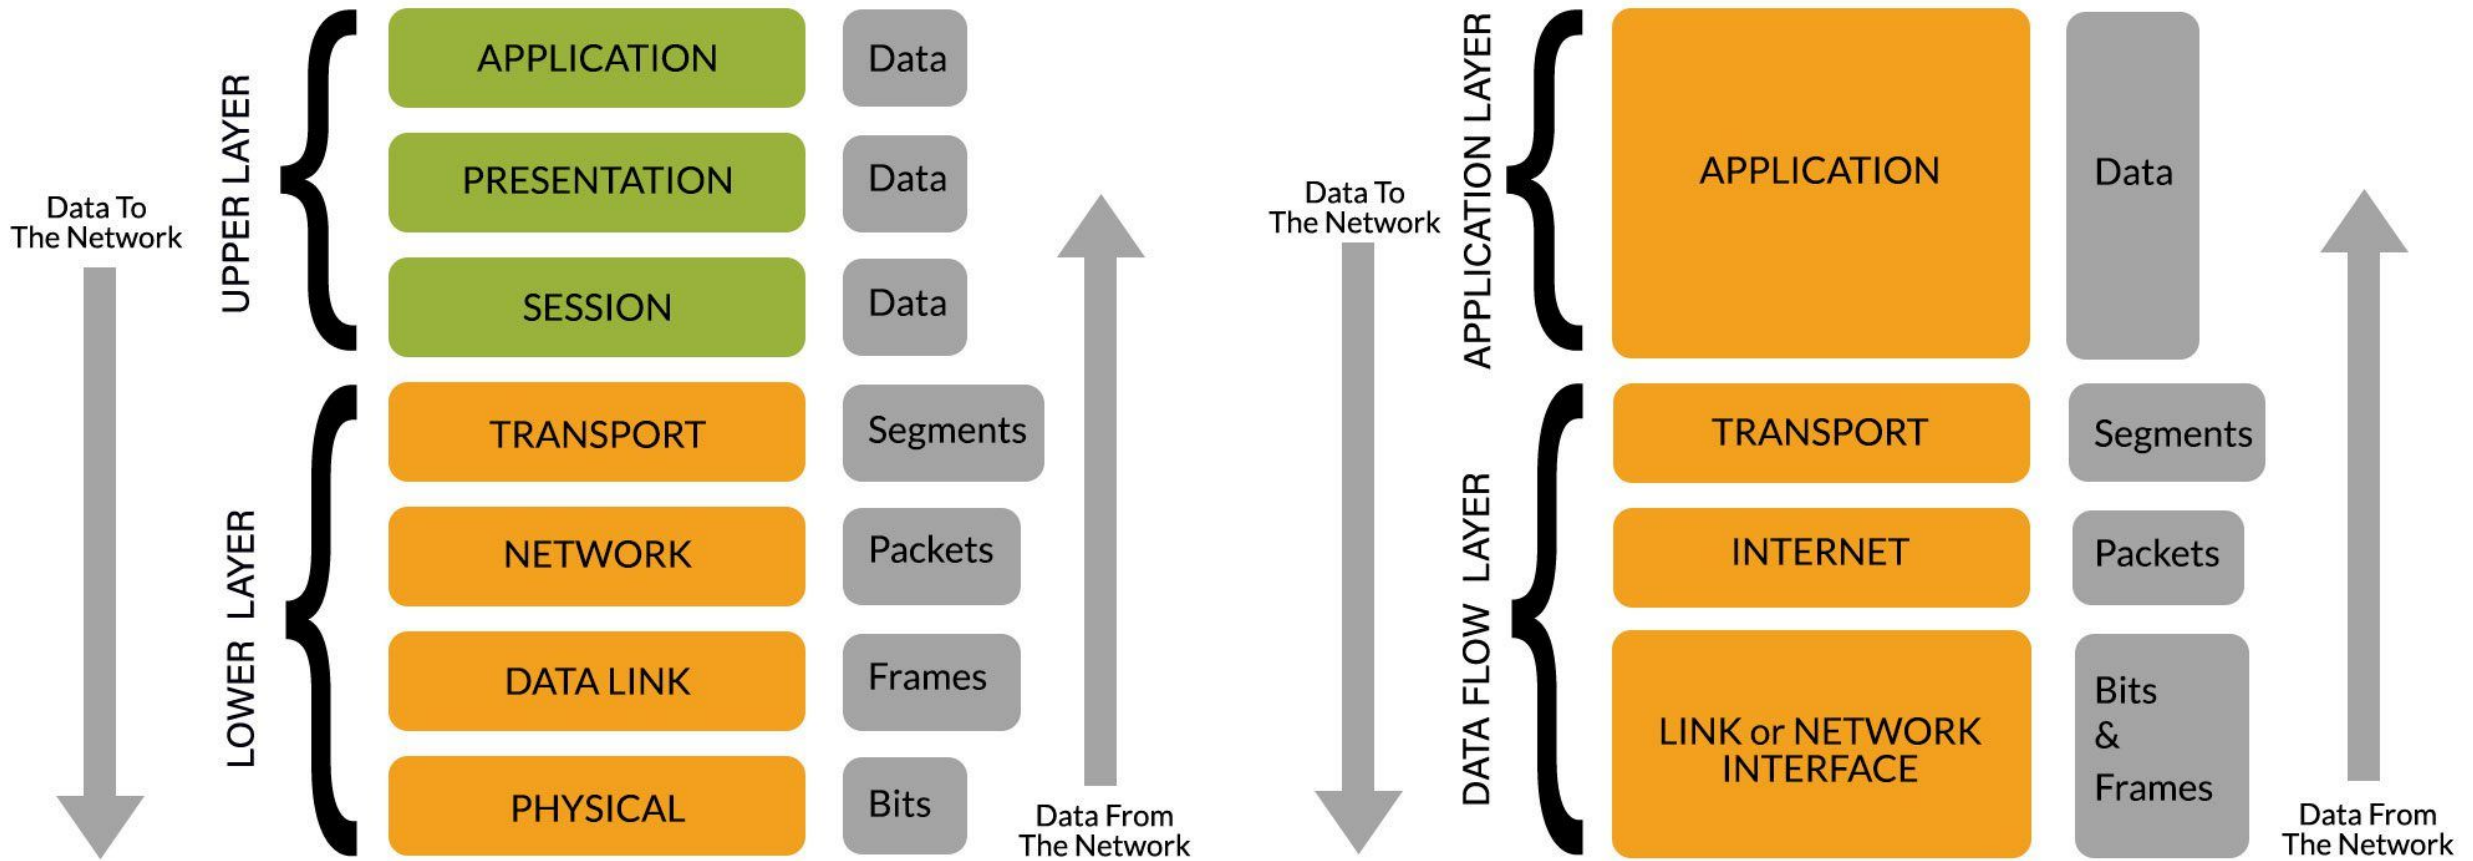 Data To
The Network
UPPER LAYER
APPLICATION
Data
PRESENTATION
Data
SESSION
Data
LOWER LAYER
TRANSPORT
Segments
NETWORK
Packets
DATA LINK
Frames
PHYSICAL
Bits
Data From
The Network
Data To
The Network
APPLICATION LAYER
APPLICATION
Data
DATA FLOW LAYER
TRANSPORT
Segments
INTERNET
Packets
LINK or NETWORK
INTERFACE
Bits
&
Frames
Data From
The Network